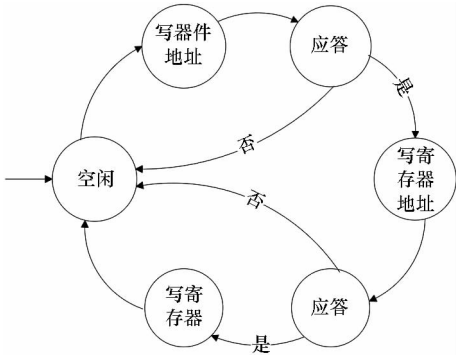 写器件
地址
应答
是
否
空闲
写寄
存器
地址
否
写寄
存器
应答
是